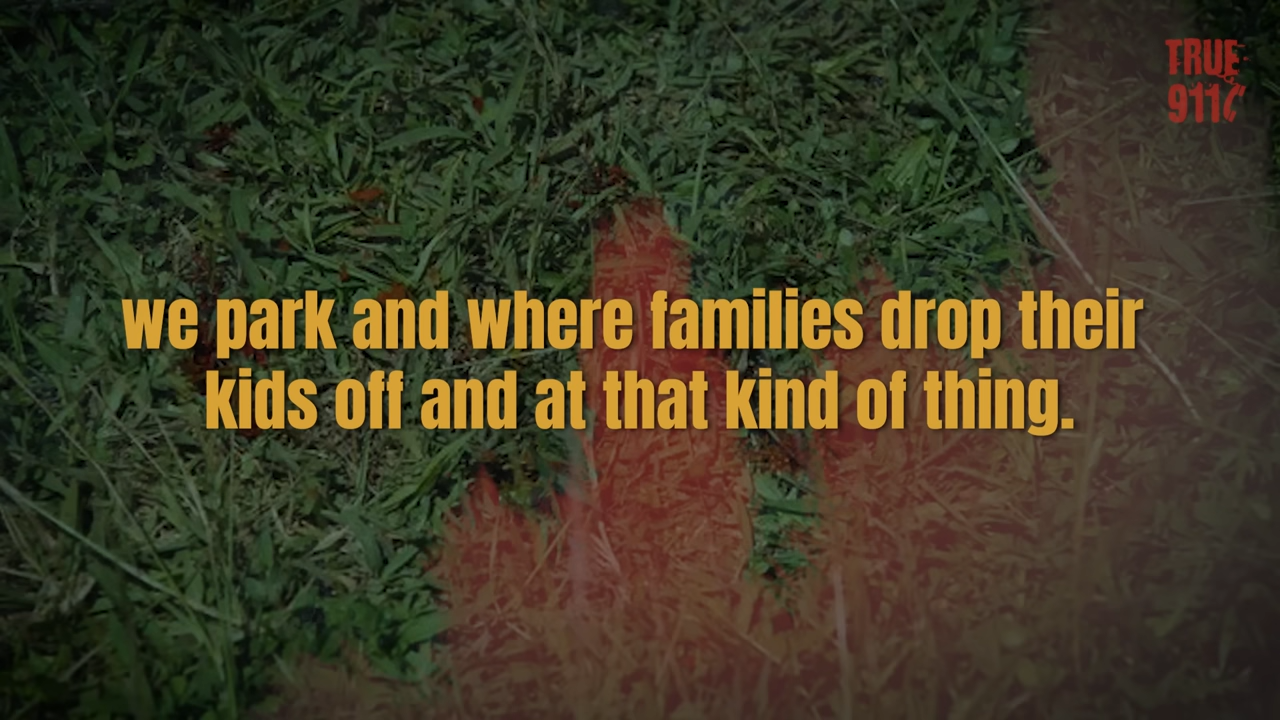 TRUE
911
we park and where families drop their
kids off and at that kind of thing.